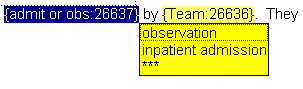 {admit or obs:26637} by {Team:26636}. They
observation
inpatient admission
***